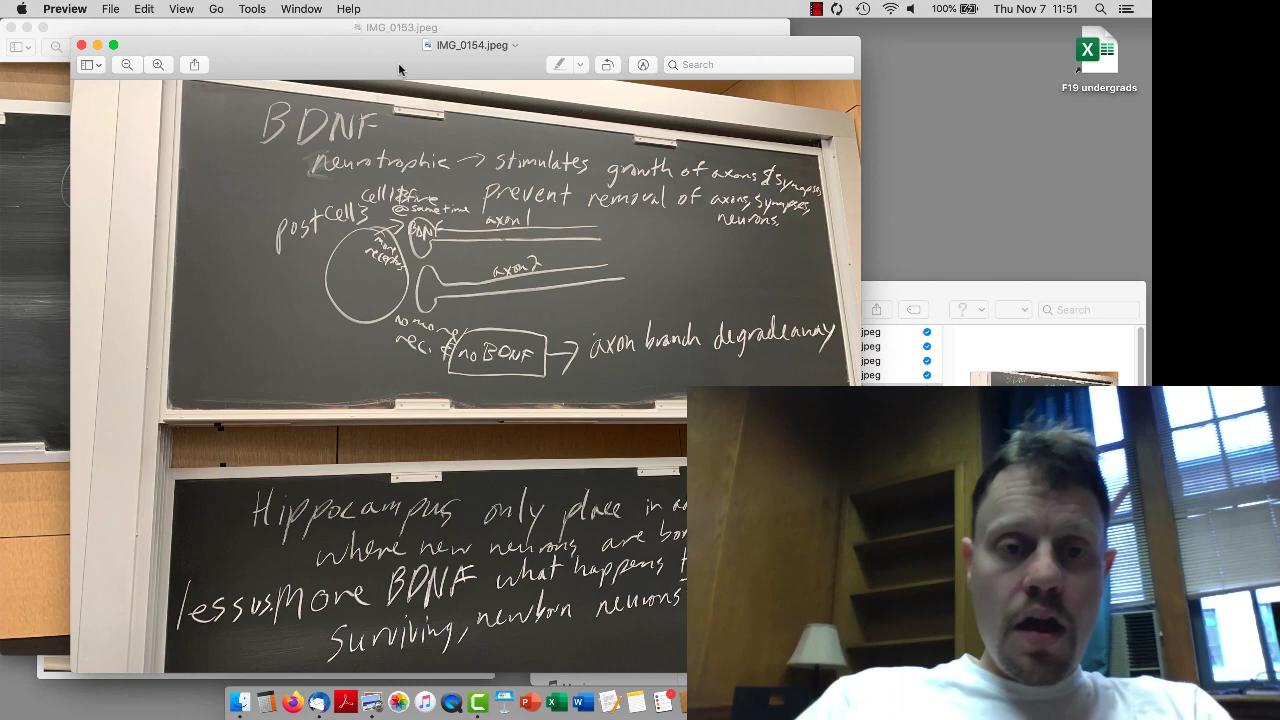 Preview File Edit View Go Tools Window Help 100% Thu Nov 7 11:51
IMG_0153.jpeg
IMG_0154.jpeg
Search
F19 undergrads
BDNF
neurotrophic → stimulates growth of axons & synapses
prevent removal of axons, synapses,
neurons,
cell 1 fire
@ same time
post cell 3
BDNF
axon 1
more
receptors
axon 2
no more
rec. &
no BDNF → axon branch degrade away
Search
jpeg
jpeg
jpeg
jpeg
Hippocampus only place in
where new neurons are
less vs. More BDNF what happens
Surviving, newborn neurons